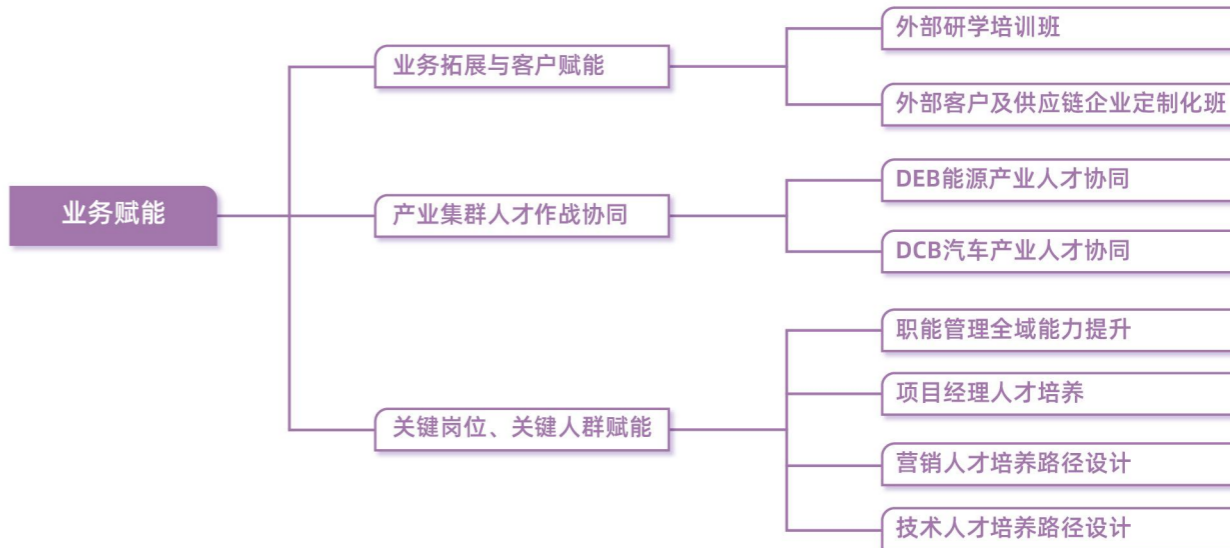 业务赋能
业务拓展与客户赋能
外部研学培训班
外部客户及供应链企业定制化班
产业集群人才作战协同
DEB能源产业人才协同
DCB汽车产业人才协同
关键岗位、关键人群赋能
职能管理全域能力提升
项目经理人才培养
营销人才培养路径设计
技术人才培养路径设计